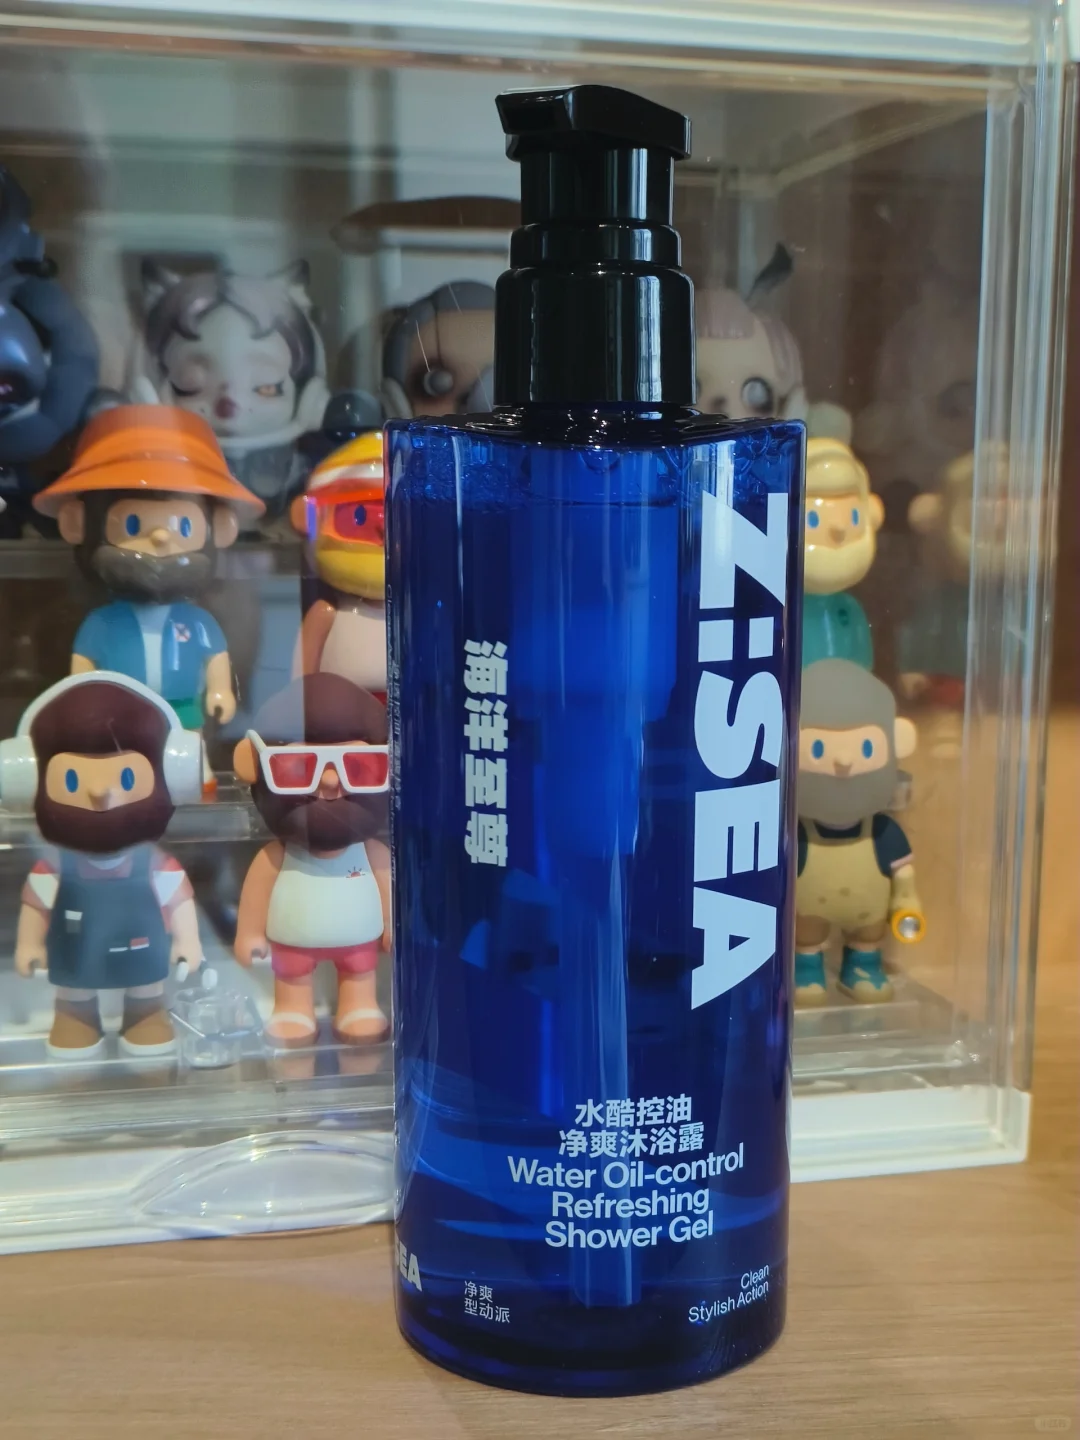 Z:SEA
海洋至尊
水酷控油
净爽沐浴露
Water Oil-control
Refreshing
Shower Gel
SEA
净爽
型动派
Clean
Stylish Action